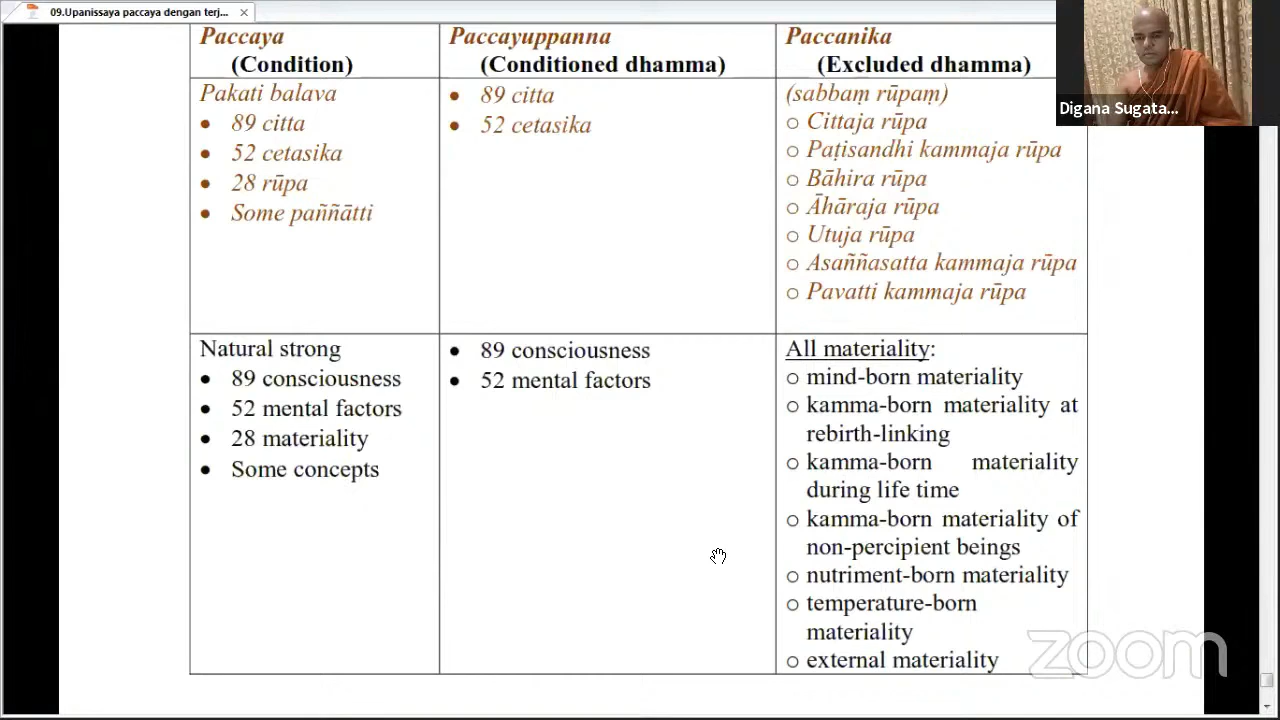 09.Upanissaya paccaya dengan terj...
Paccaya
(Condition)
Paccayuppanna
(Conditioned dhamma)
Paccanika
(Excluded dhamma)
Pakati balava
• 89 citta
• 52 cetasika
• 28 rūpa
• Some paññātti
• 89 citta
• 52 cetasika
(sabbaṃ rūpaṃ)
○ Cittaja rūpa
○ Paṭisandhi kammaja rūpa
○ Bāhira rūpa
○ Āhāraja rūpa
○ Utuja rūpa
○ Asaññasatta kammaja rūpa
○ Pavatti kammaja rūpa
Natural strong
• 89 consciousness
• 52 mental factors
• 28 materiality
• Some concepts
• 89 consciousness
• 52 mental factors
All materiality:
○ mind-born materiality
○ kamma-born materiality at
rebirth-linking
○ kamma-born materiality
during life time
○ kamma-born materiality of
non-percipient beings
○ nutriment-born materiality
○ temperature-born
materiality
○ external materiality
Digana Sugata...
zoom